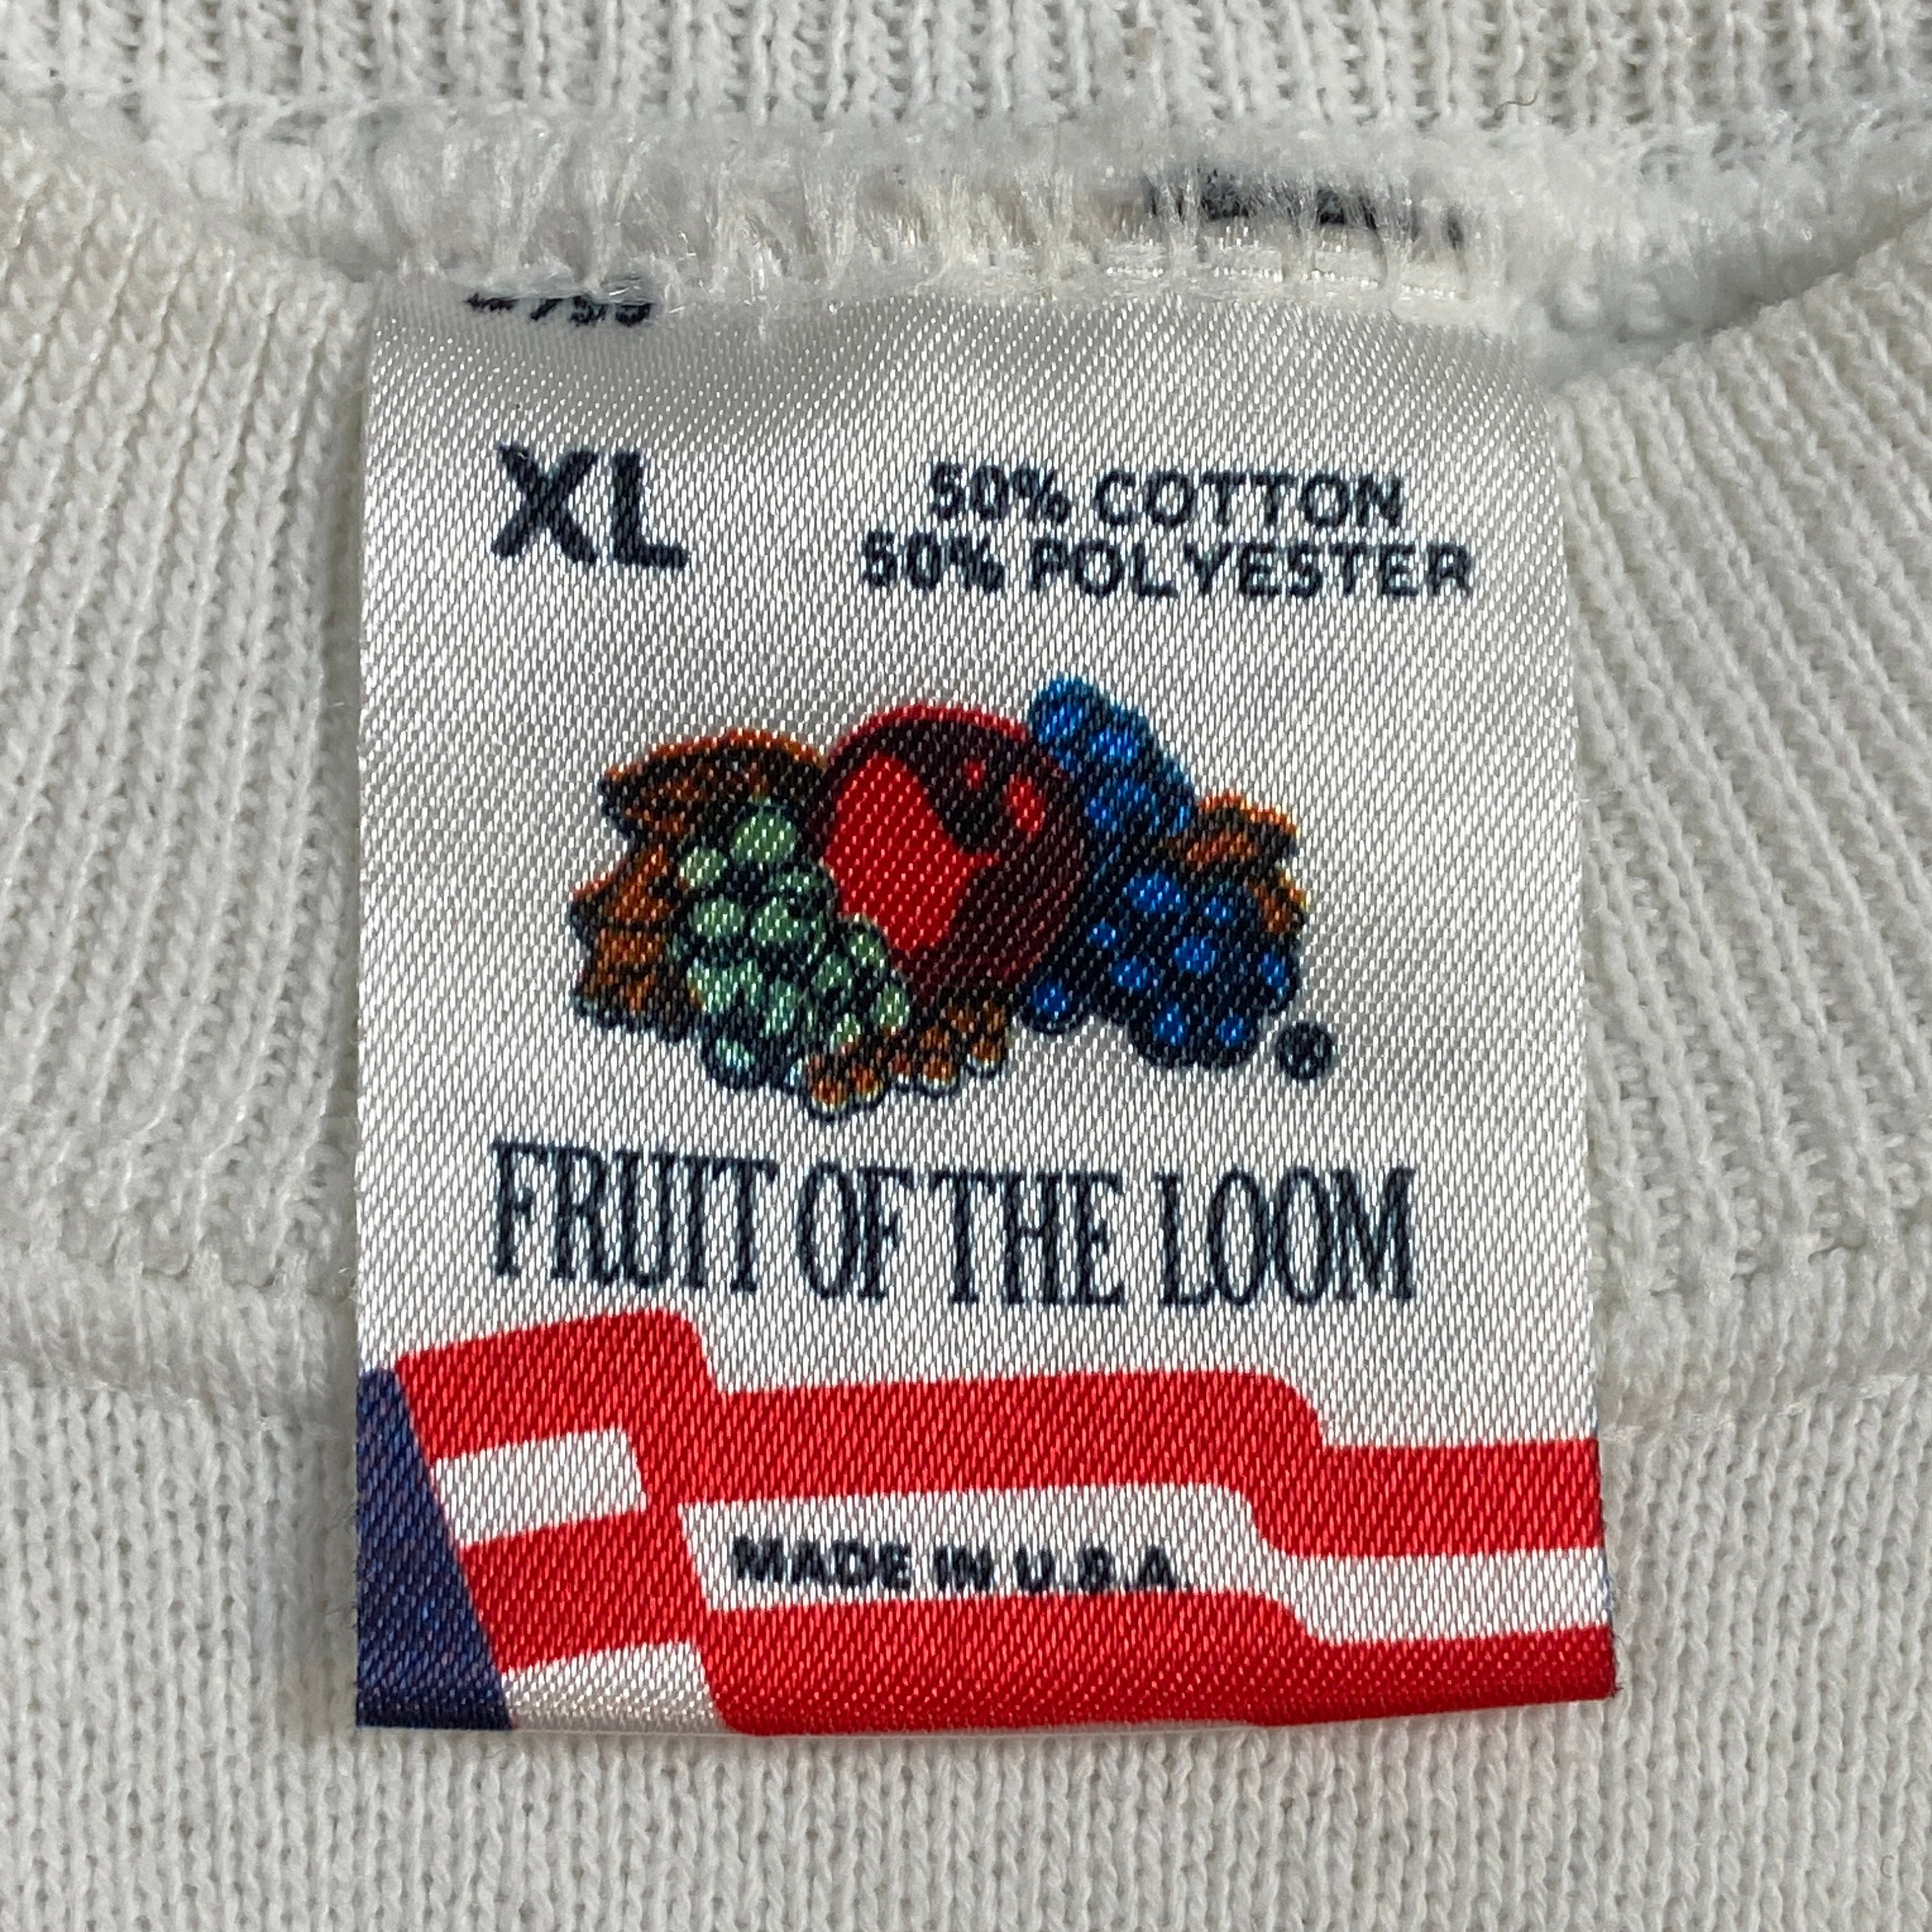 XL
50% COTTON
50% POLYESTER
®
FRUIT OF THE LOOM
MADE IN U.S.A.